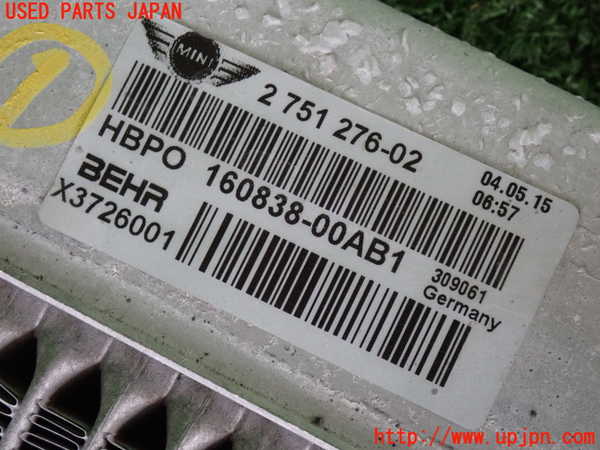 USED PARTS JAPAN
1
MINI
2 751 276-02
04.05.15
06:57
HBPO 160838-00AB1
BEHR
X3726001
309061
Germany
http://www.upjpn.com